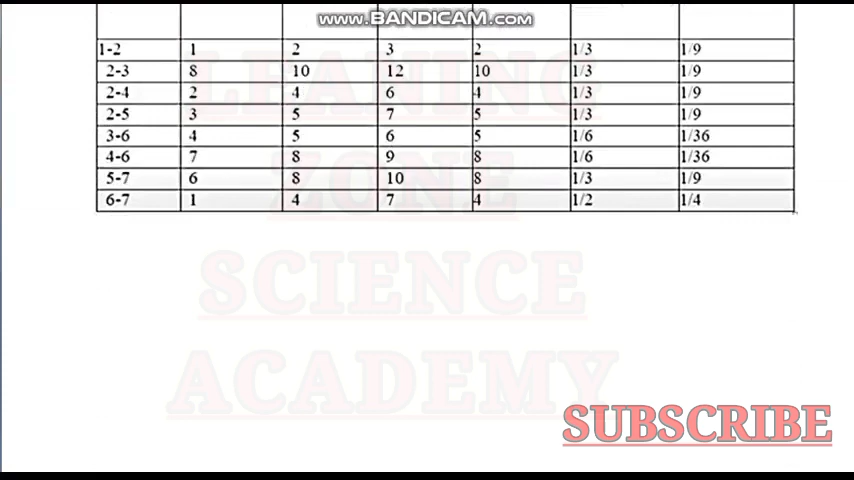 www.BANDICAM.com
1-2 1 2 3 2 1/3 1/9
2-3 8 10 12 10 1/3 1/9
2-4 2 4 6 4 1/3 1/9
2-5 3 5 7 5 1/3 1/9
3-6 4 5 6 5 1/6 1/36
4-6 7 8 9 8 1/6 1/36
5-7 6 8 10 8 1/3 1/9
6-7 1 4 7 4 1/2 1/4
LEANING
ZONE
SCIENCE
ACADEMY
SUBSCRIBE